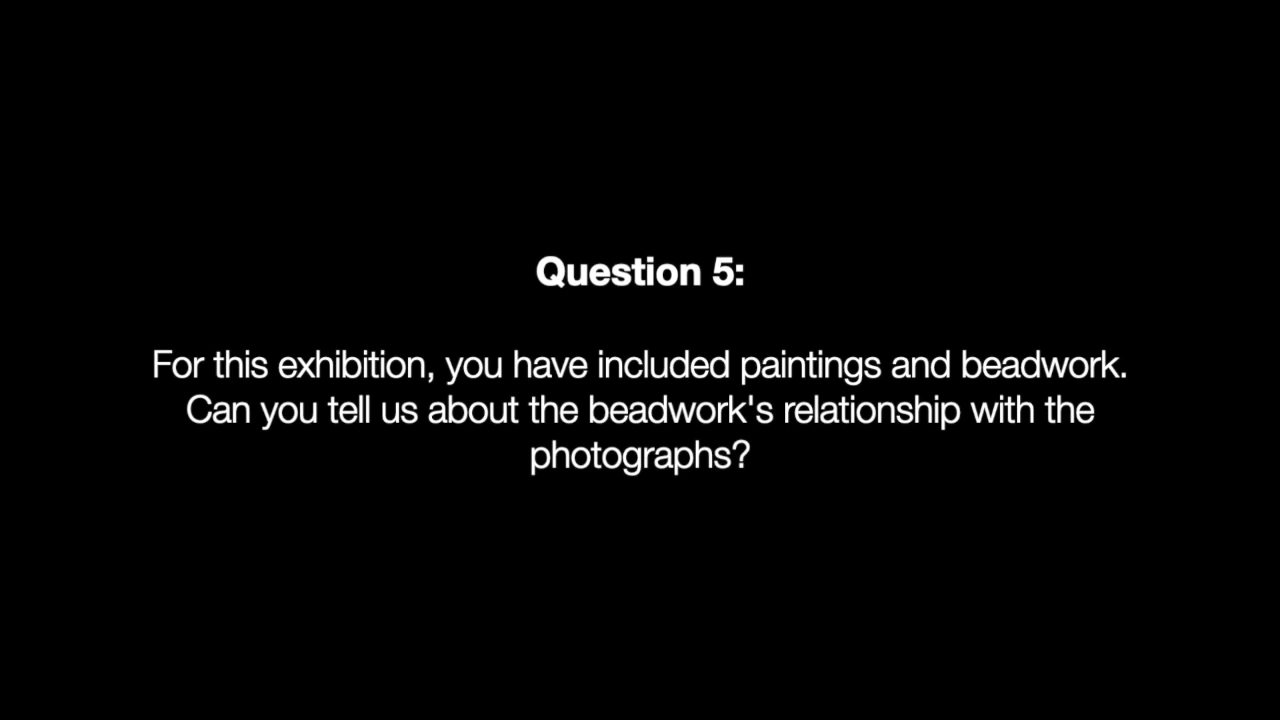 Question 5:
For this exhibition, you have included paintings and beadwork.
Can you tell us about the beadwork's relationship with the
photographs?